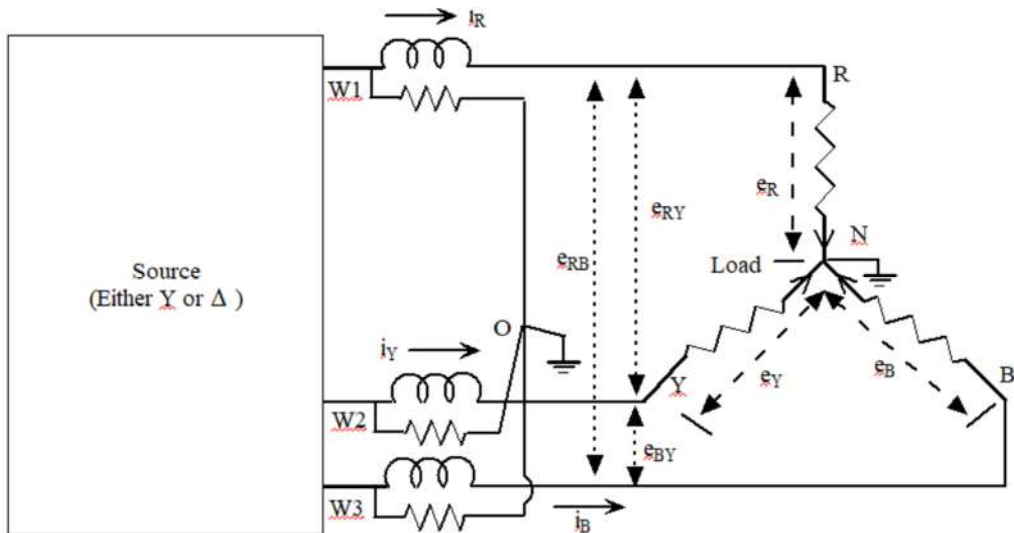 iR
W1
R
eR
eRY
N
eRB
Load
Source
(Either Y or Δ )
O
iY
Y
eY
eB
B
W2
eBY
W3
iB